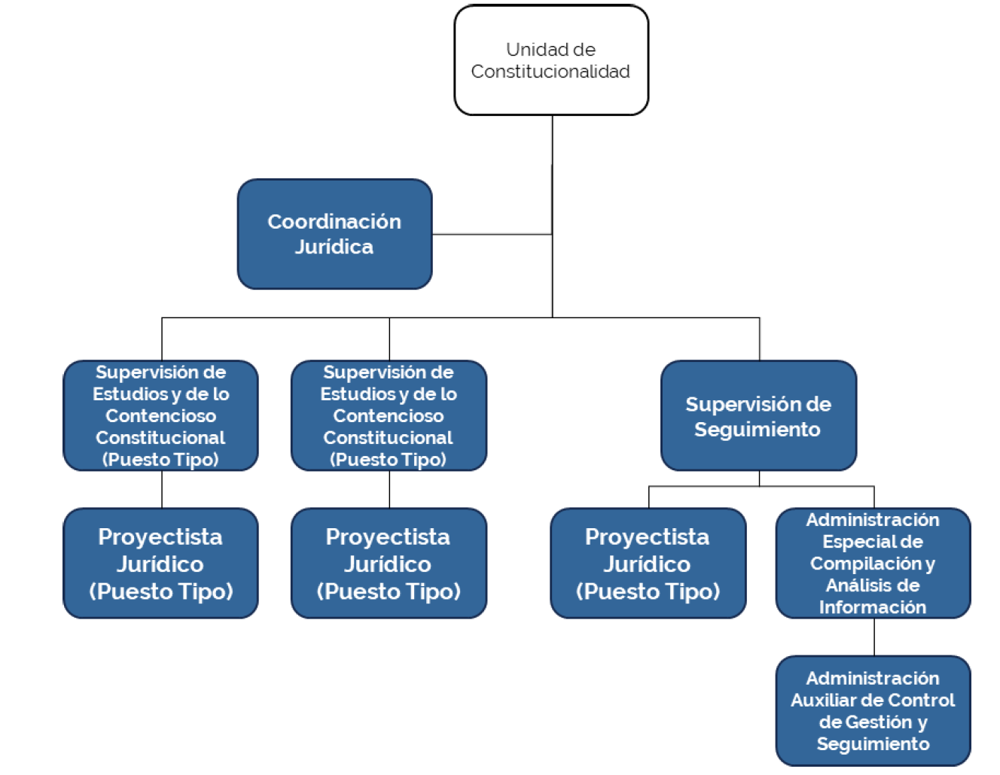 Unidad de
Constitucionalidad
Coordinación
Jurídica
Supervisión de
Estudios y de lo
Contencioso
Constitucional
(Puesto Tipo)
Supervisión de
Estudios y de lo
Contencioso
Constitucional
(Puesto Tipo)
Supervisión de
Seguimiento
Proyectista
Jurídico
(Puesto Tipo)
Proyectista
Jurídico
(Puesto Tipo)
Proyectista
Jurídico
(Puesto Tipo)
Administración
Especial de
Compilación y
Análisis de
Información
Administración
Auxiliar de Control
de Gestión y
Seguimiento